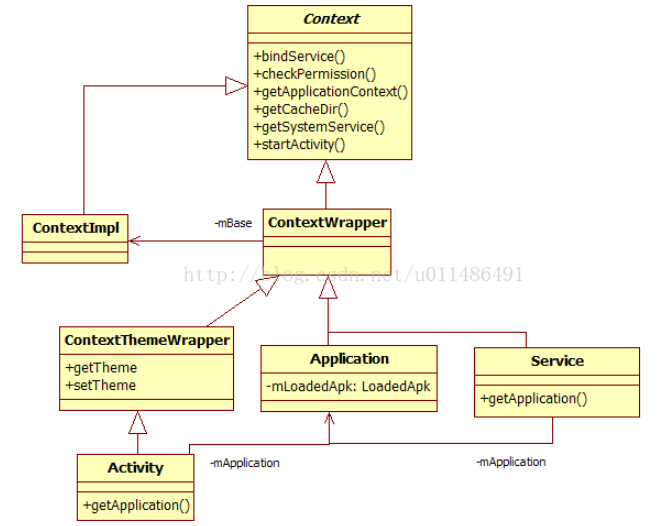 Context
+bindService()
+checkPermission()
+getApplicationContext()
+getCacheDir()
+getSystemService()
+startActivity()
ContextImpl
-mBase
ContextWrapper
http://blog.csdn.net/u011486491
ContextThemeWrapper
+getTheme
+setTheme
Application
-mLoadedApk: LoadedApk
Service
+getApplication()
Activity
+getApplication()
-mApplication
-mApplication